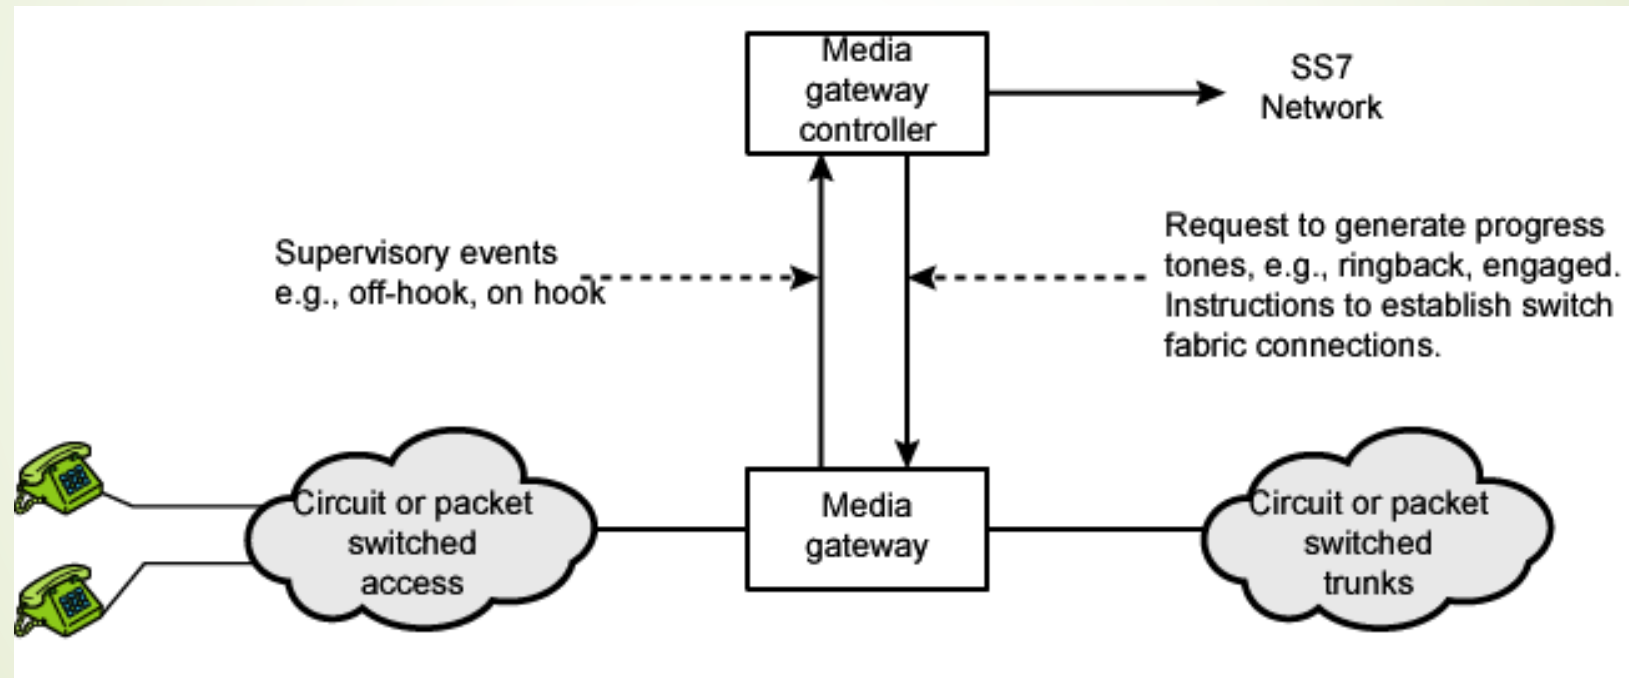 Media
gateway
controller
SS7
Network
Supervisory events
e.g., off-hook, on hook
Request to generate progress
tones, e.g., ringback, engaged.
Instructions to establish switch
fabric connections.
Circuit or packet
switched
access
Media
gateway
Circuit or packet
switched
trunks